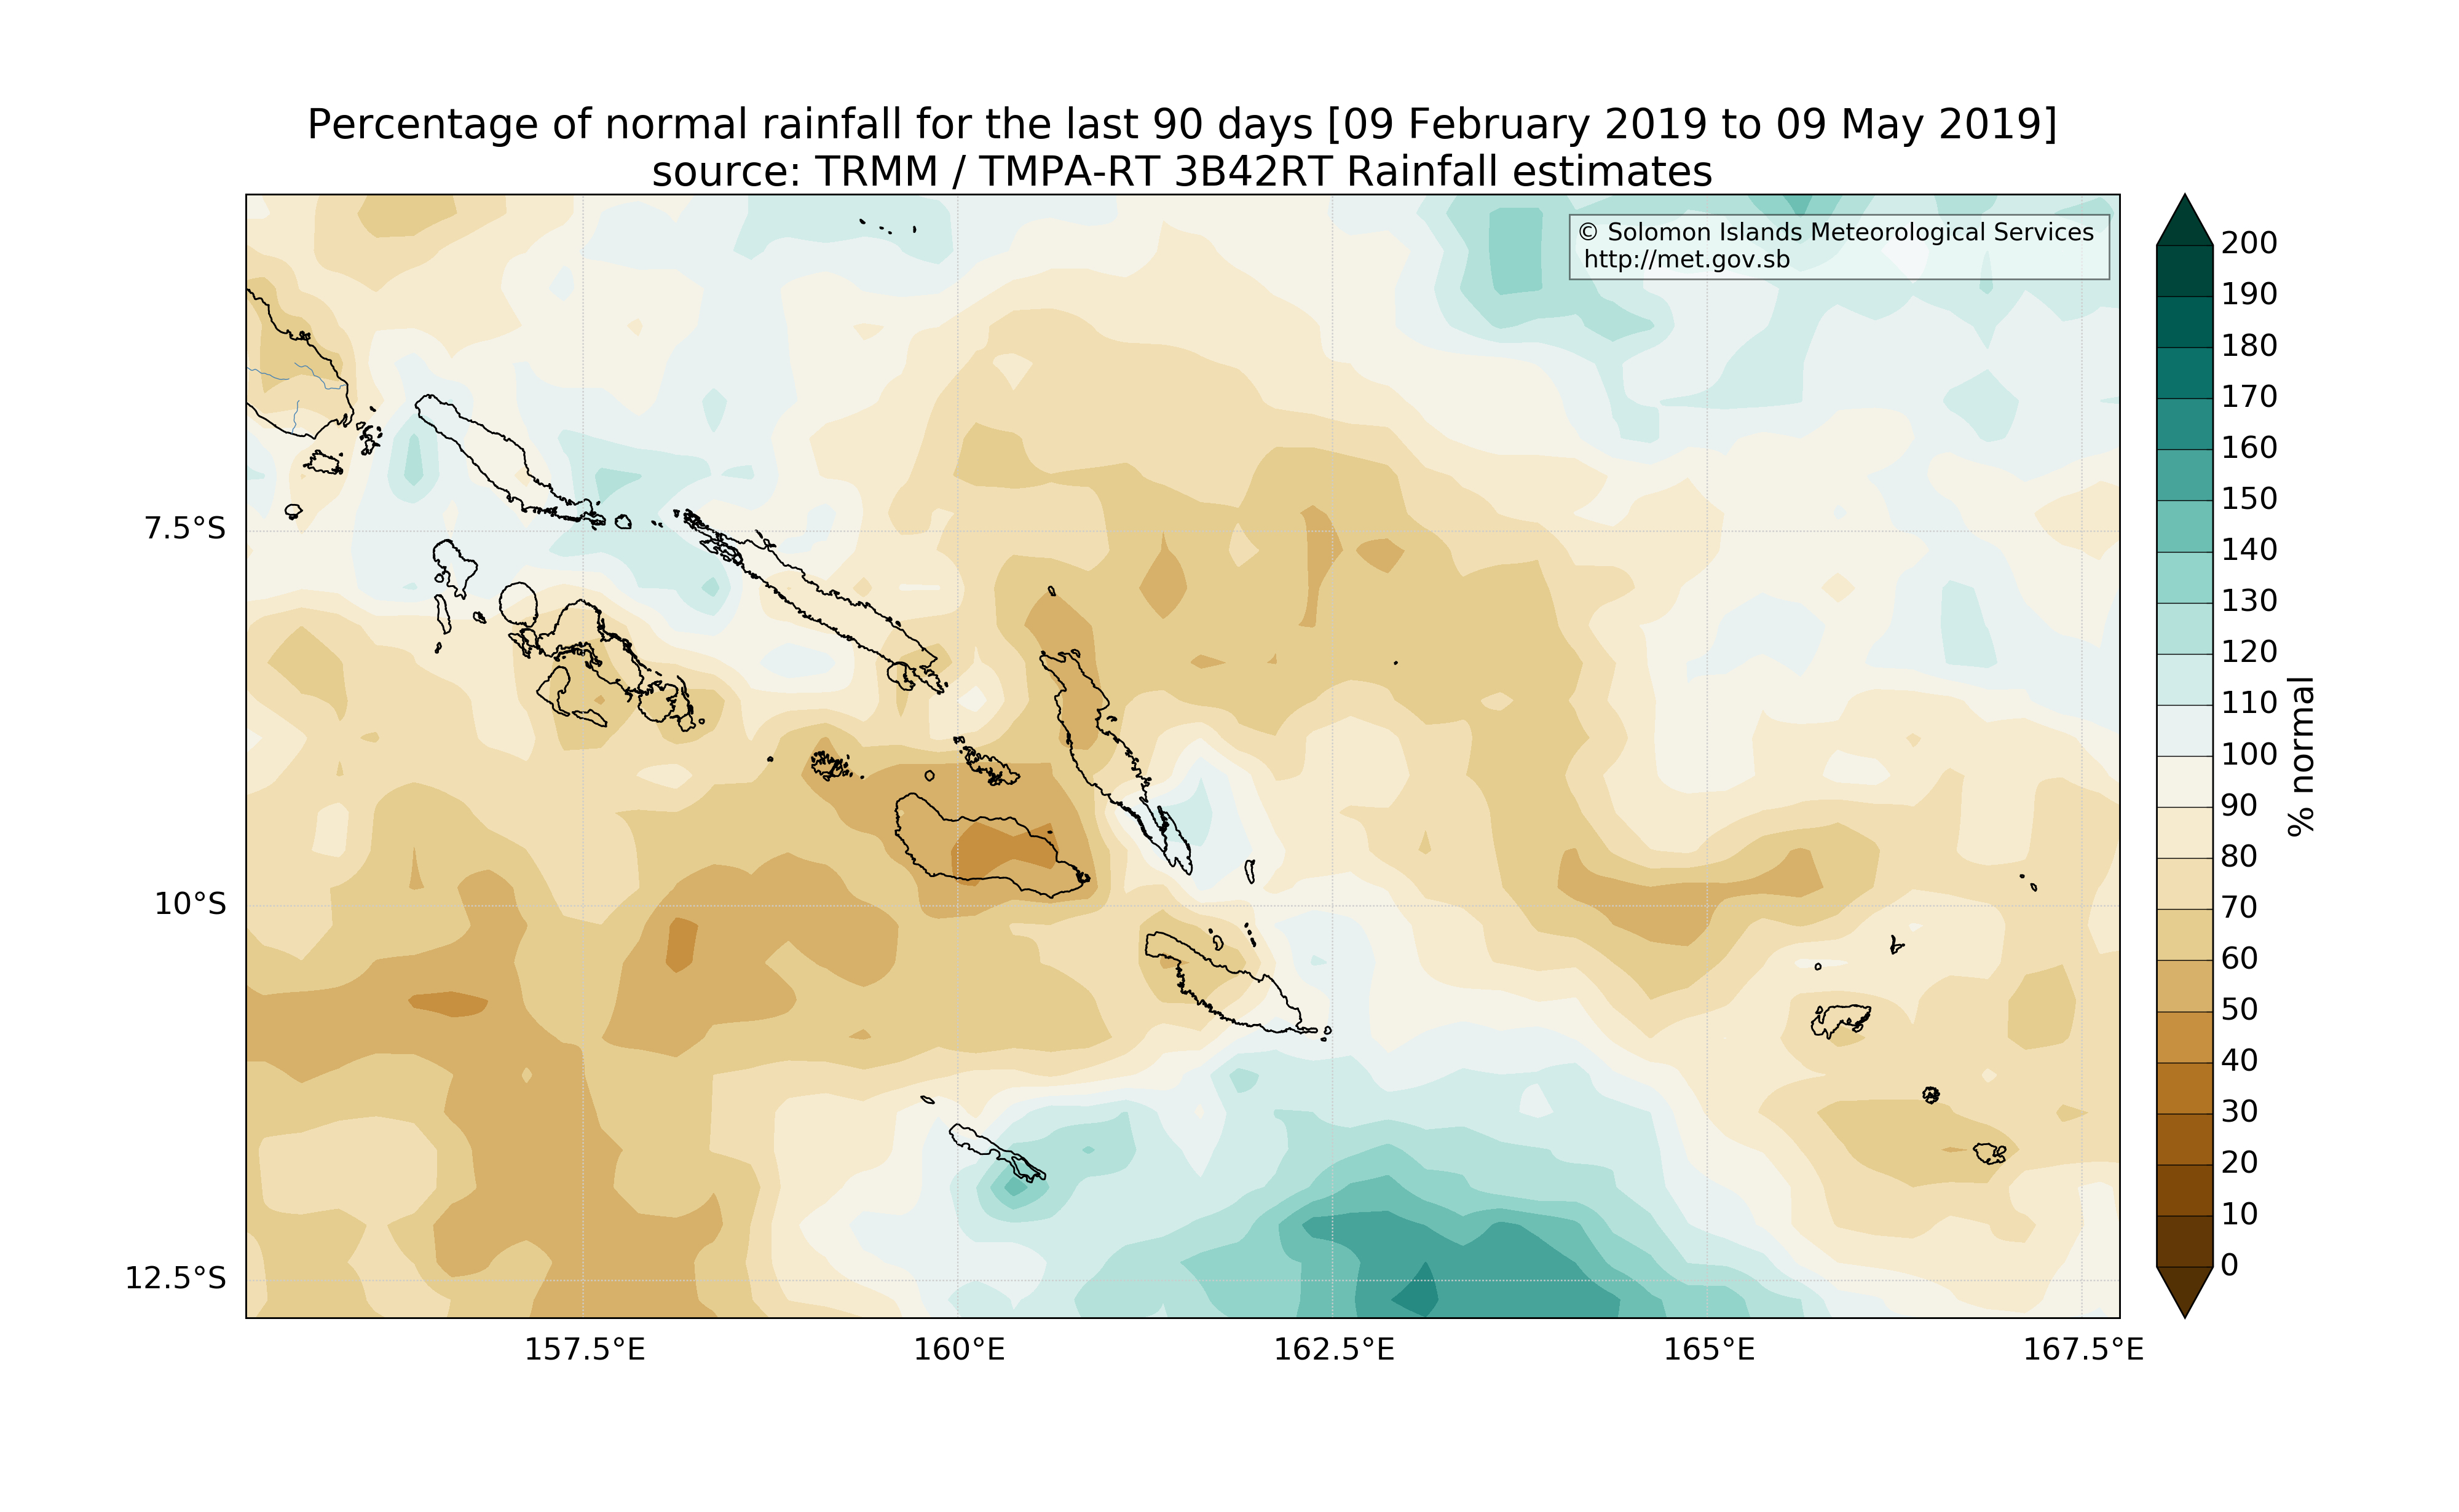 Percentage of normal rainfall for the last 90 days [09 February 2019 to 09 May 2019]
source: TRMM / TMPA-RT 3B42RT Rainfall estimates
© Solomon Islands Meteorological Services
http://met.gov.sb
7.5°S
10°S
12.5°S
157.5°E
160°E
162.5°E
165°E
167.5°E
200
190
180
170
160
150
140
130
120
110
100
90
80
70
60
50
40
30
20
10
0
% normal